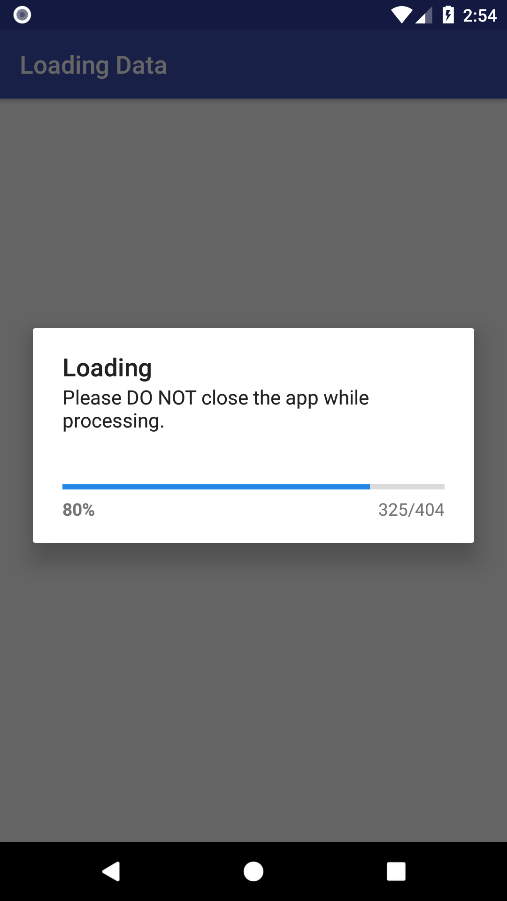 2:54
Loading Data
Loading
Please DO NOT close the app while
processing.
80% 325/404